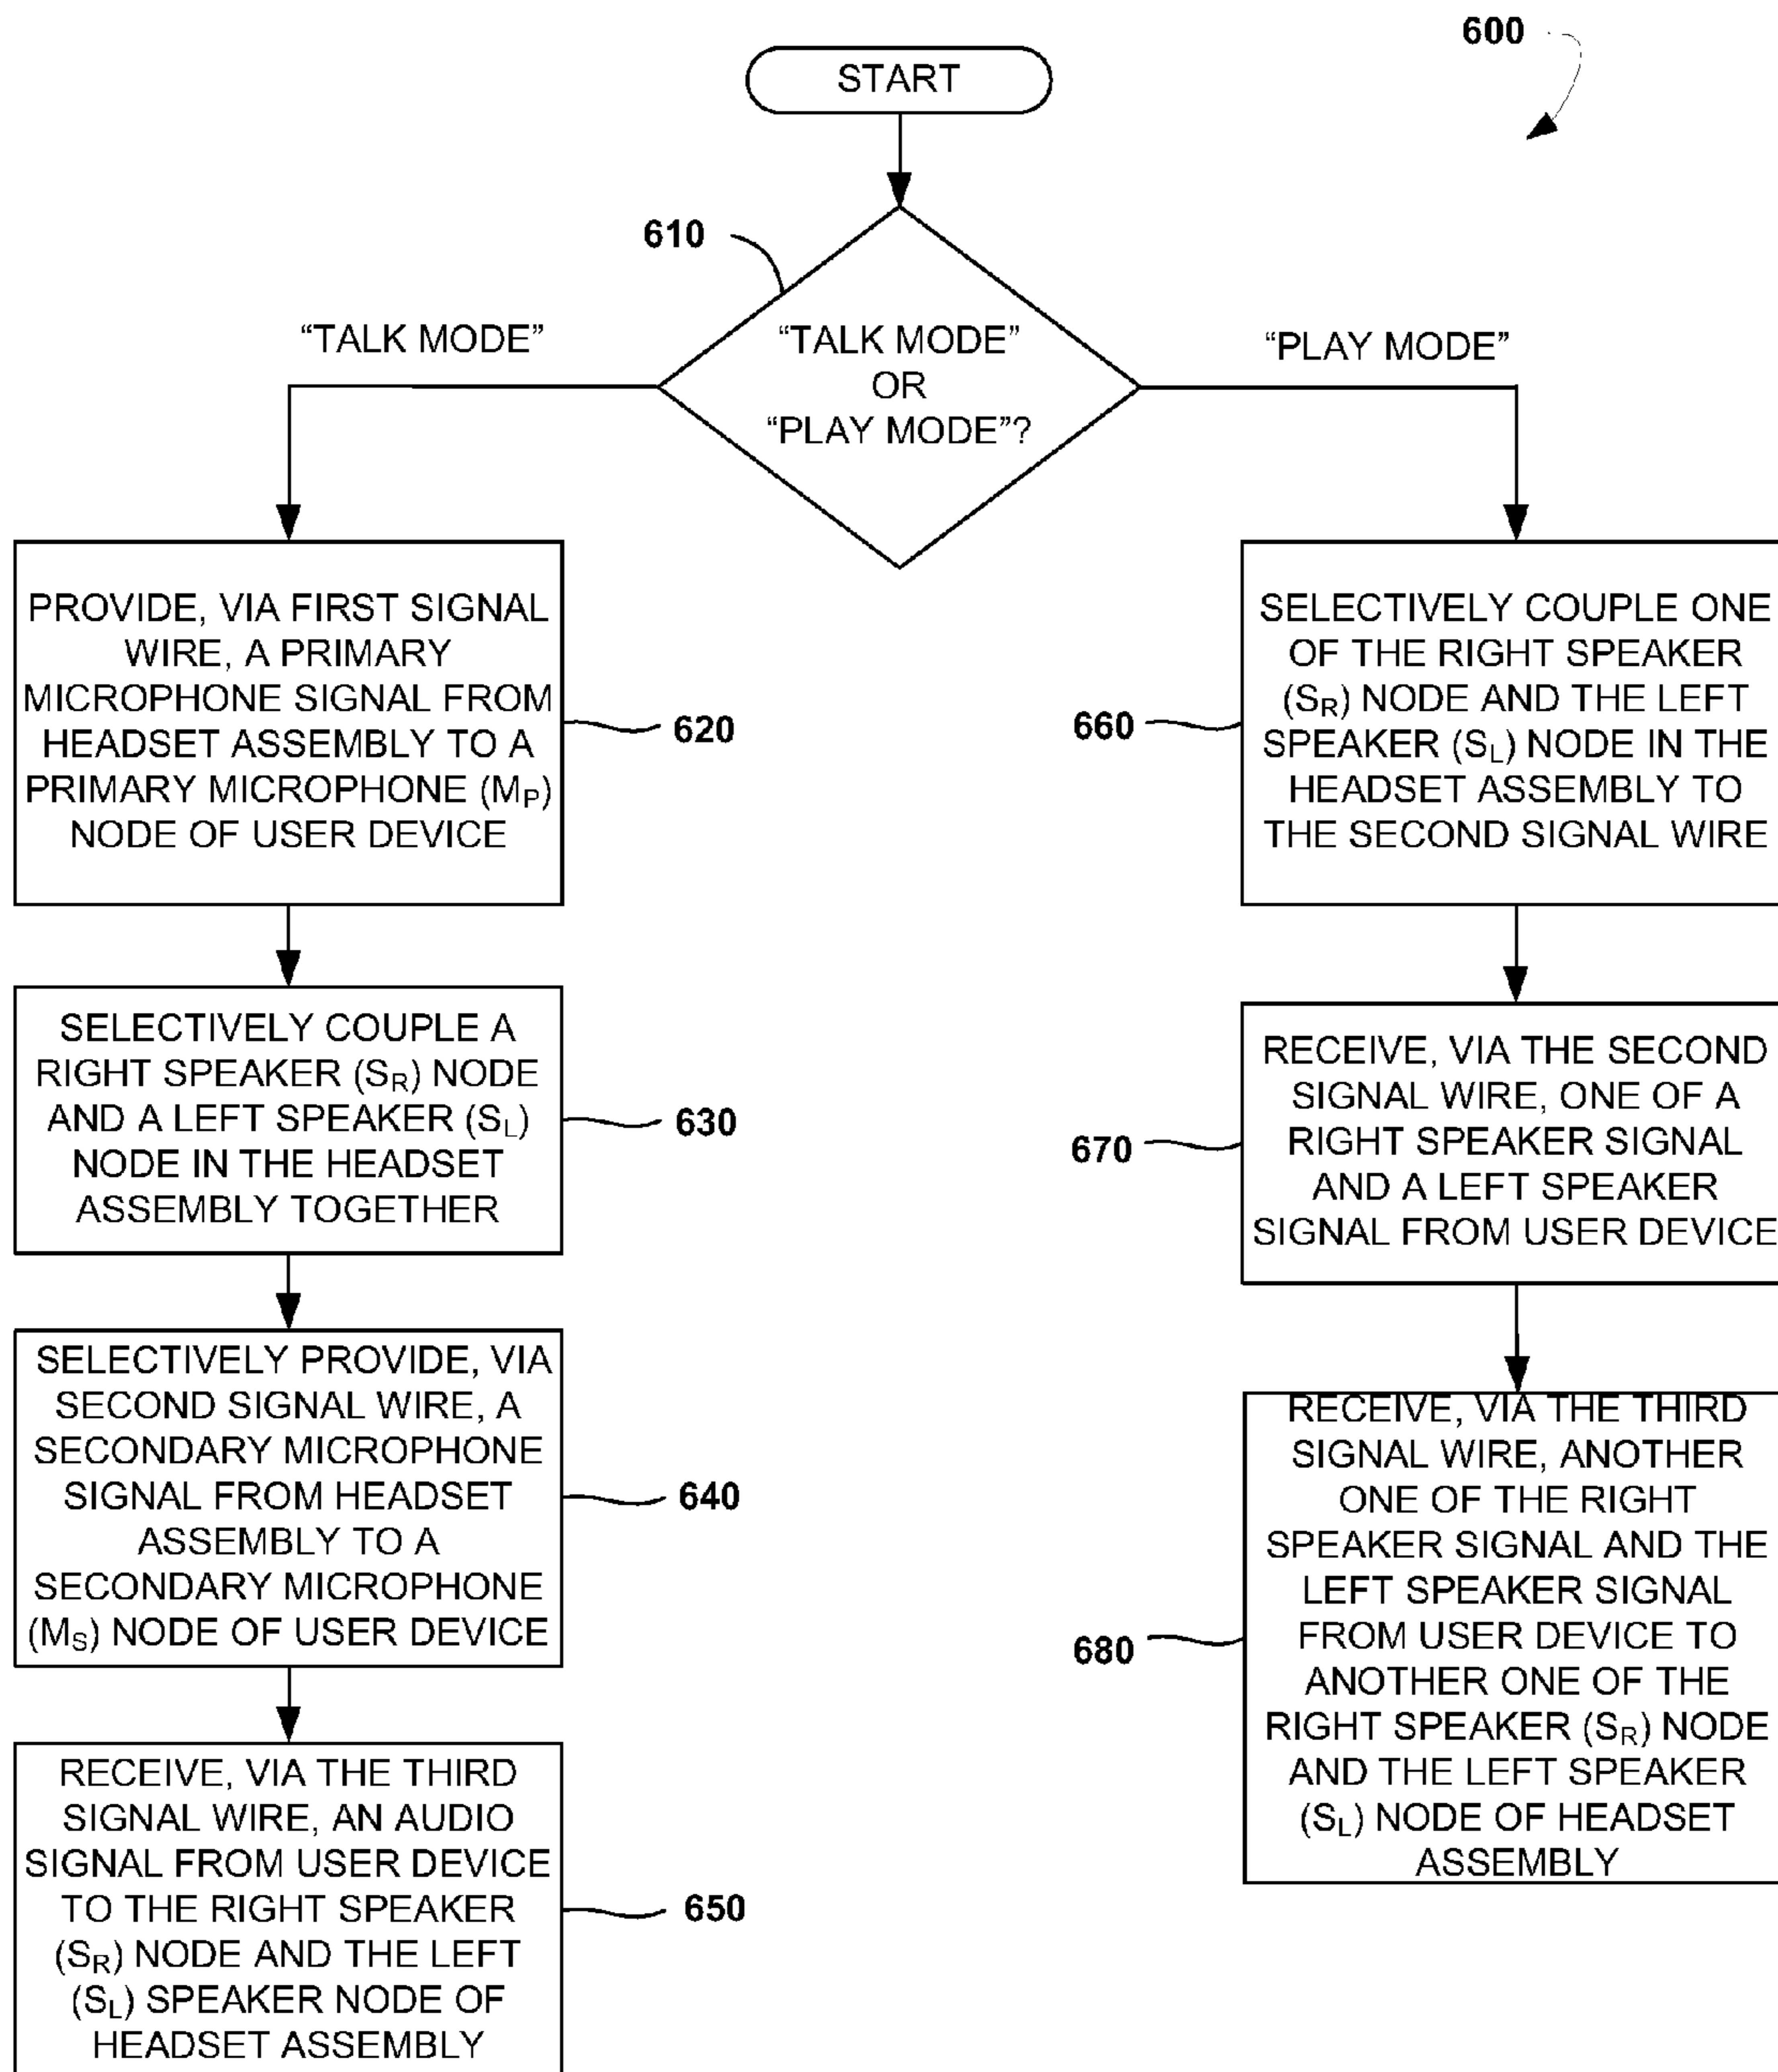 600
START
610
“TALK MODE”
“TALK MODE”
OR
“PLAY MODE”?
“PLAY MODE”
PROVIDE, VIA FIRST SIGNAL
WIRE, A PRIMARY
MICROPHONE SIGNAL FROM
HEADSET ASSEMBLY TO A
PRIMARY MICROPHONE (MP)
NODE OF USER DEVICE
620
SELECTIVELY COUPLE A
RIGHT SPEAKER (SR) NODE
AND A LEFT SPEAKER (SL)
NODE IN THE HEADSET
ASSEMBLY TOGETHER
630
SELECTIVELY PROVIDE, VIA
SECOND SIGNAL WIRE, A
SECONDARY MICROPHONE
SIGNAL FROM HEADSET
ASSEMBLY TO A
SECONDARY MICROPHONE
(MS) NODE OF USER DEVICE
640
RECEIVE, VIA THE THIRD
SIGNAL WIRE, AN AUDIO
SIGNAL FROM USER DEVICE
TO THE RIGHT SPEAKER
(SR) NODE AND THE LEFT
(SL) SPEAKER NODE OF
HEADSET ASSEMBLY
650
SELECTIVELY COUPLE ONE
OF THE RIGHT SPEAKER
(SR) NODE AND THE LEFT
SPEAKER (SL) NODE IN THE
HEADSET ASSEMBLY TO
THE SECOND SIGNAL WIRE
660
RECEIVE, VIA THE SECOND
SIGNAL WIRE, ONE OF A
RIGHT SPEAKER SIGNAL
AND A LEFT SPEAKER
SIGNAL FROM USER DEVICE
670
RECEIVE, VIA THE THIRD
SIGNAL WIRE, ANOTHER
ONE OF THE RIGHT
SPEAKER SIGNAL AND THE
LEFT SPEAKER SIGNAL
FROM USER DEVICE TO
ANOTHER ONE OF THE
RIGHT SPEAKER (SR) NODE
AND THE LEFT SPEAKER
(SL) NODE OF HEADSET
ASSEMBLY
680